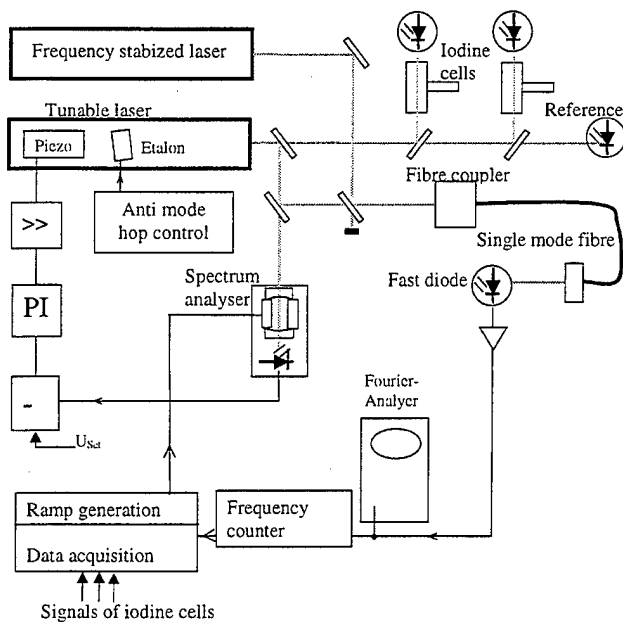 Frequency stabized laser
Iodine
cells
Tunable laser
Reference
Piezo
Etalon
Fibre coupler
>>
Anti mode
hop control
Single mode fibre
Spectrum
analyser
Fast diode
PI
Fourier-
Analyer
-
USet
Ramp generation
Frequency
counter
Data acquisition
Signals of iodine cells